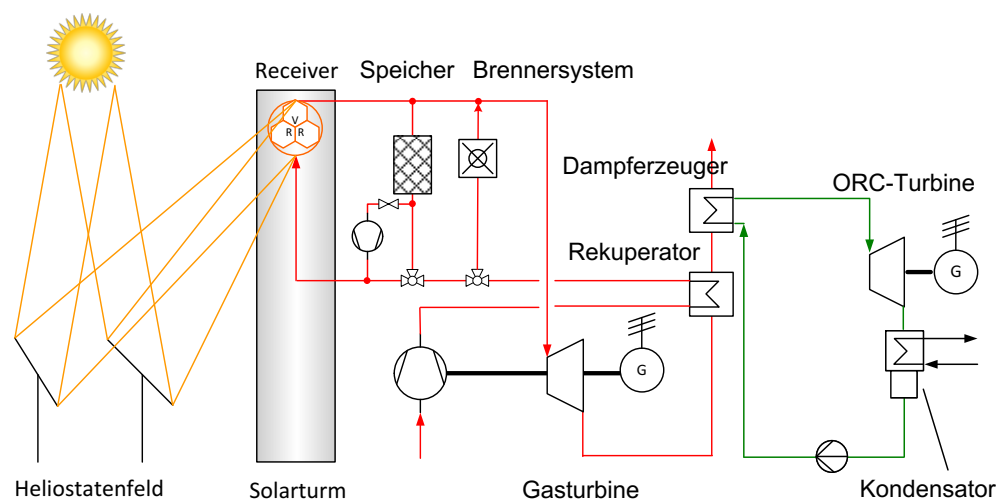 Receiver
Speicher
Brennersystem
V
R R
Dampferzeuger
ORC-Turbine
Rekuperator
G
G
Heliostatenfeld
Solarturm
Gasturbine
Kondensator